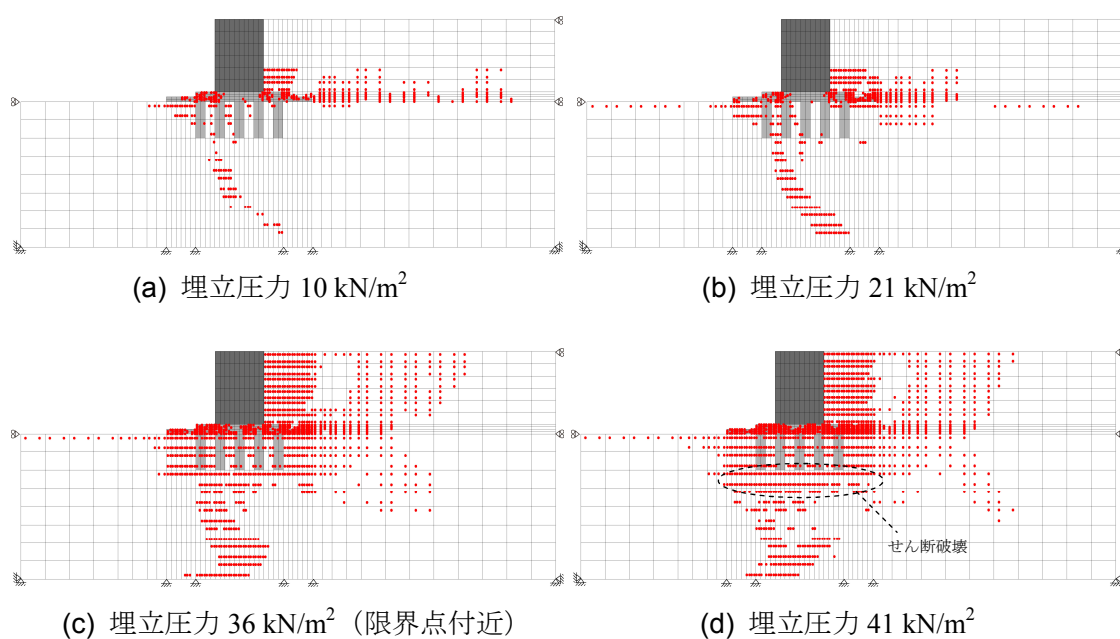 (a) 埋立圧力 10 kN/m²
(b) 埋立圧力 21 kN/m²
せん断破壊
(c) 埋立圧力 36 kN/m²（限界点付近）
(d) 埋立圧力 41 kN/m²